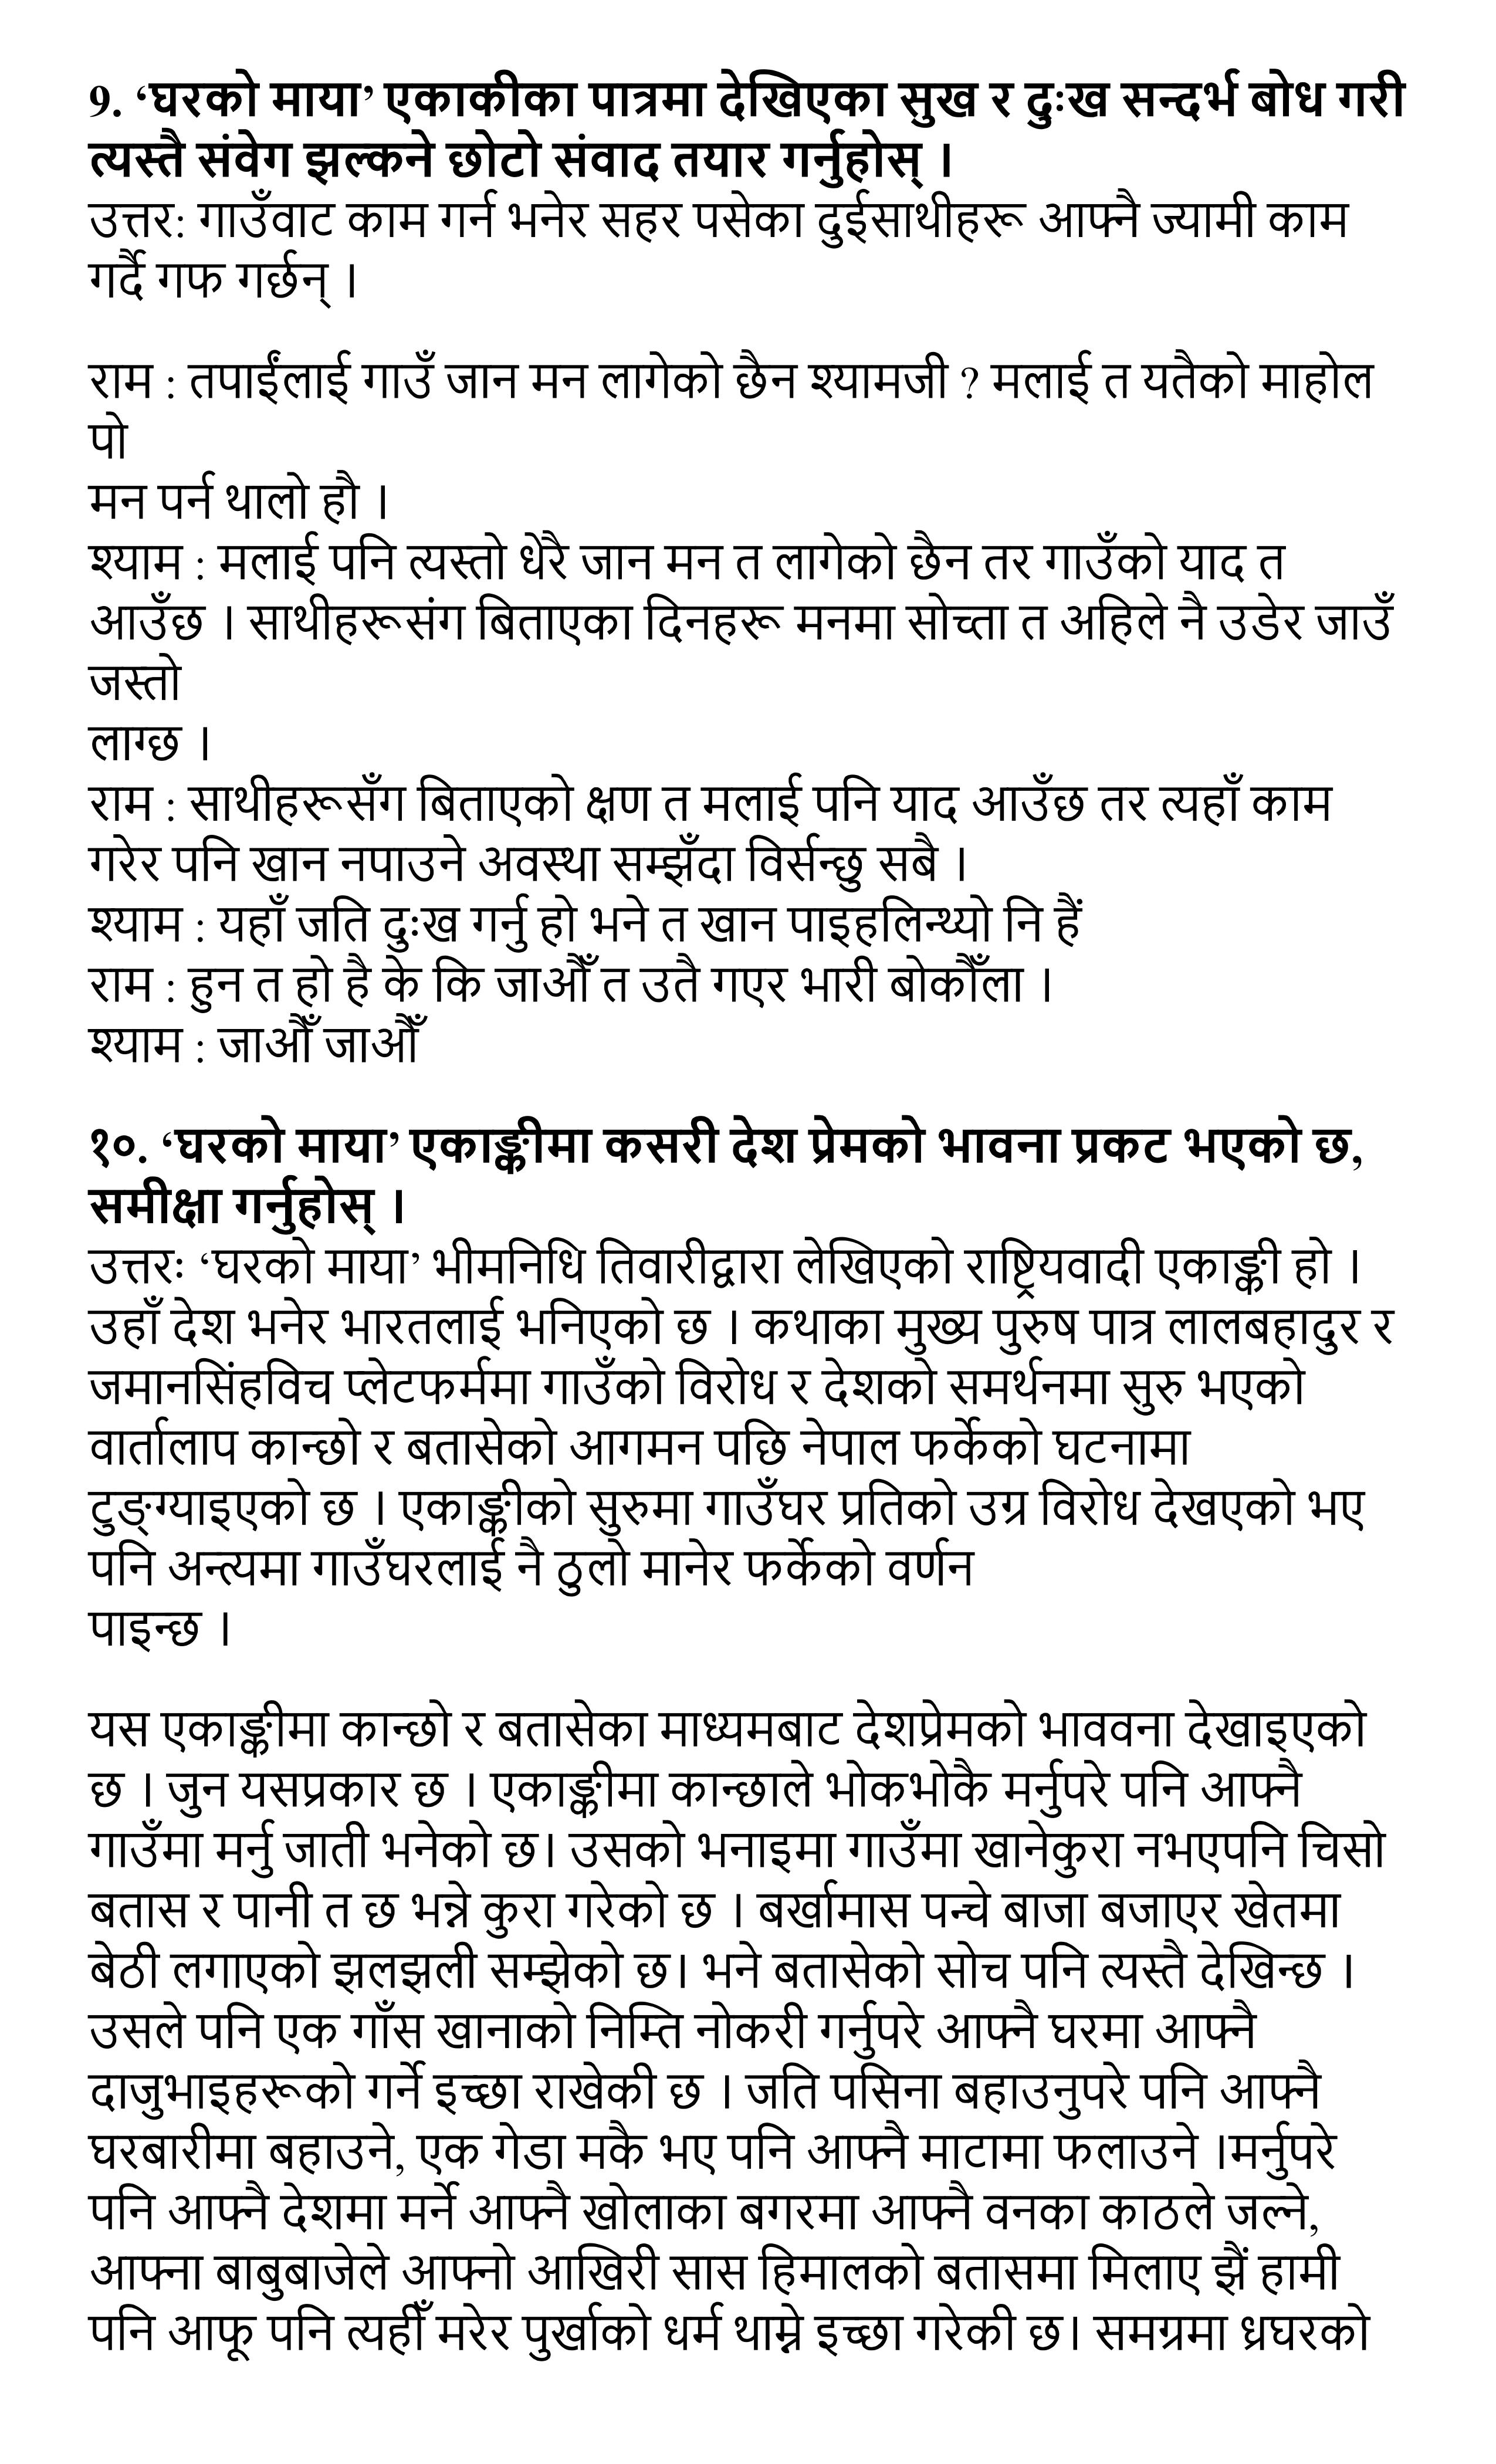 9. ‘घरको माया’ एकाकीका पात्रमा देखिएका सुख र दुःख सन्दर्भ बोध गरी
त्यस्तै संवेग झल्कने छोटो संवाद तयार गर्नुहोस् ।
उत्तर: गाउँवाट काम गर्न भनेर सहर पसेका दुईसाथीहरू आफ्नै ज्यामी काम
गर्दै गफ गर्छन् ।
राम : तपाईंलाई गाउँ जान मन लागेको छैन श्यामजी ? मलाई त यतैको माहोल
पो
मन पर्न थालो हौ ।
श्याम : मलाई पनि त्यस्तो धेरै जान मन त लागेको छैन तर गाउँको याद त
आउँछ । साथीहरूसंग बिताएका दिनहरू मनमा सोच्ता त अहिले नै उडेर जाउँ
जस्तो
लाग्छ ।
राम : साथीहरूसँग बिताएको क्षण त मलाई पनि याद आउँछ तर त्यहाँ काम
गरेर पनि खान नपाउने अवस्था सम्झँदा विर्सन्छु सबै ।
श्याम : यहाँ जति दुःख गर्नु हो भने त खान पाइहलिन्थ्यो नि हैं
राम : हुन त हो है के कि जाऔँ त उतै गएर भारी बोकौँला ।
श्याम : जाऔँ जाऔँ
१०. ‘घरको माया’ एकाङ्कीमा कसरी देश प्रेमको भावना प्रकट भएको छ,
समीक्षा गर्नुहोस् ।
उत्तरः ‘घरको माया’ भीमनिधि तिवारीद्वारा लेखिएको राष्ट्रियवादी एकाङ्की हो ।
उहाँ देश भनेर भारतलाई भनिएको छ । कथाका मुख्य पुरुष पात्र लालबहादुर र
जमानसिंहविच प्लेटफर्ममा गाउँको विरोध र देशको समर्थनमा सुरु भएको
वार्तालाप कान्छो र बतासेको आगमन पछि नेपाल फर्केको घटनामा
टुङ्ग्याइएको छ । एकाङ्कीको सुरुमा गाउँघर प्रतिको उग्र विरोध देखएको भए
पनि अन्त्यमा गाउँघरलाई नै ठुलो मानेर फर्केको वर्णन
पाइन्छ ।
यस एकाङ्कीमा कान्छो र बतासेका माध्यमबाट देशप्रेमको भाववना देखाइएको
छ । जुन यसप्रकार छ । एकाङ्कीमा कान्छाले भोकभोकै मर्नुपरे पनि आफ्नै
गाउँमा मर्नु जाती भनेको छ। उसको भनाइमा गाउँमा खानेकुरा नभएपनि चिसो
बतास र पानी त छ भन्ने कुरा गरेको छ । बर्खामास पन्चे बाजा बजाएर खेतमा
बेठी लगाएको झलझली सम्झेको छ। भने बतासेको सोच पनि त्यस्तै देखिन्छ ।
उसले पनि एक गाँस खानाको निम्ति नोकरी गर्नुपरे आफ्नै घरमा आफ्नै
दाजुभाइहरूको गर्ने इच्छा राखेकी छ । जति पसिना बहाउनुपरे पनि आफ्नै
घरबारीमा बहाउने, एक गेडा मकै भए पनि आफ्नै माटामा फलाउने ।मर्नुपरे
पनि आफ्नै देशमा मर्ने आफ्नै खोलाका बगरमा आफ्नै वनका काठले जल्ने,
आफ्ना बाबुबाजेले आफ्नो आखिरी सास हिमालको बतासमा मिलाए झैं हामी
पनि आफू पनि त्यहीँ मरेर पुर्खाको धर्म थाम्ने इच्छा गरेकी छ। समग्रमा ध्रघरको